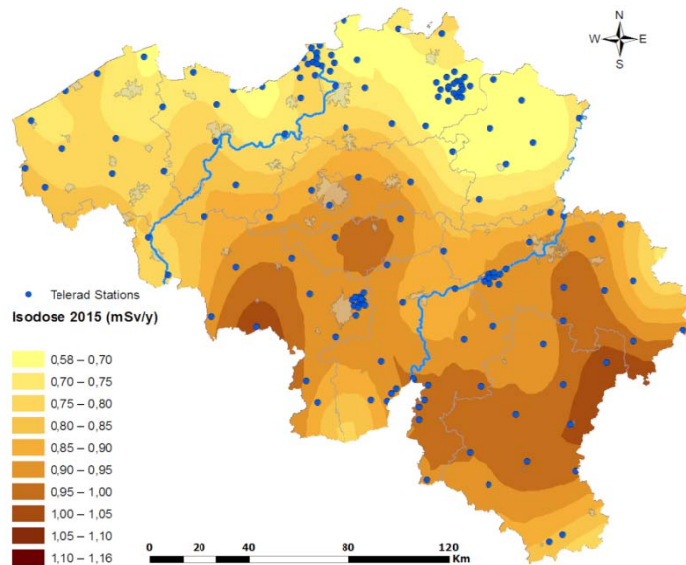 N
W E
S
Telerad Stations
Isodose 2015 (mSv/y)
0,58 – 0,70
0,70 – 0,75
0,75 – 0,80
0,80 – 0,85
0,85 – 0,90
0,90 – 0,95
0,95 – 1,00
1,00 – 1,05
1,05 – 1,10
1,10 – 1,16
0 40 80 120
Km